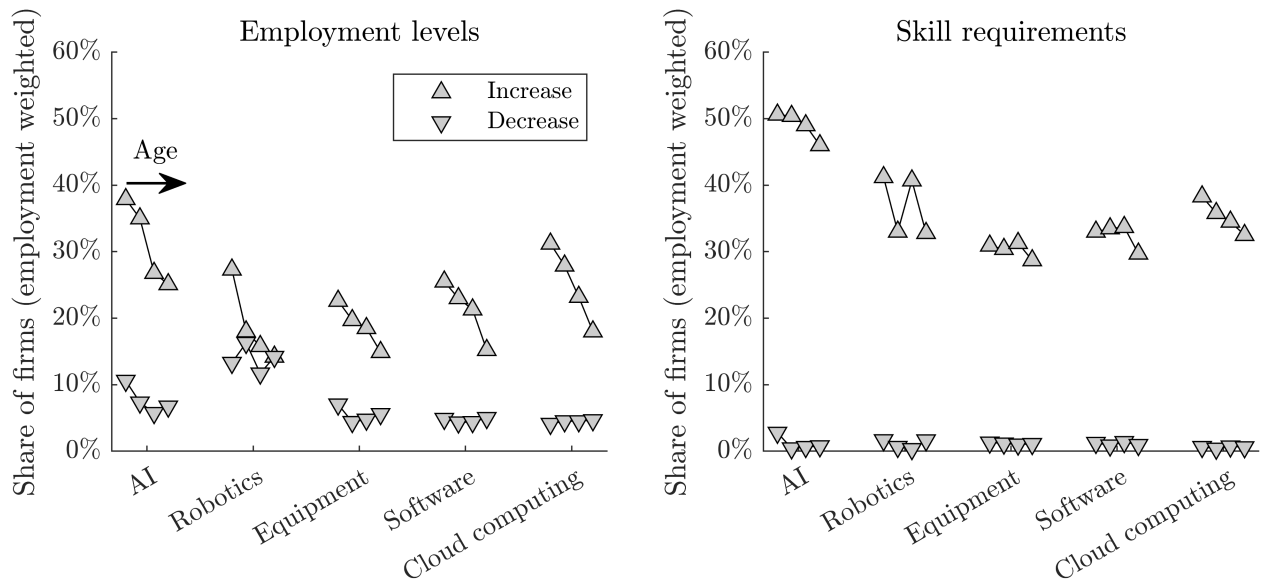 Employment levels
Share of firms (employment weighted)
60%
50%
40%
30%
20%
10%
0%
Increase
Decrease
Age
AI
Robotics
Equipment
Software
Cloud computing
Skill requirements
Share of firms (employment weighted)
60%
50%
40%
30%
20%
10%
0%
AI
Robotics
Equipment
Software
Cloud computing